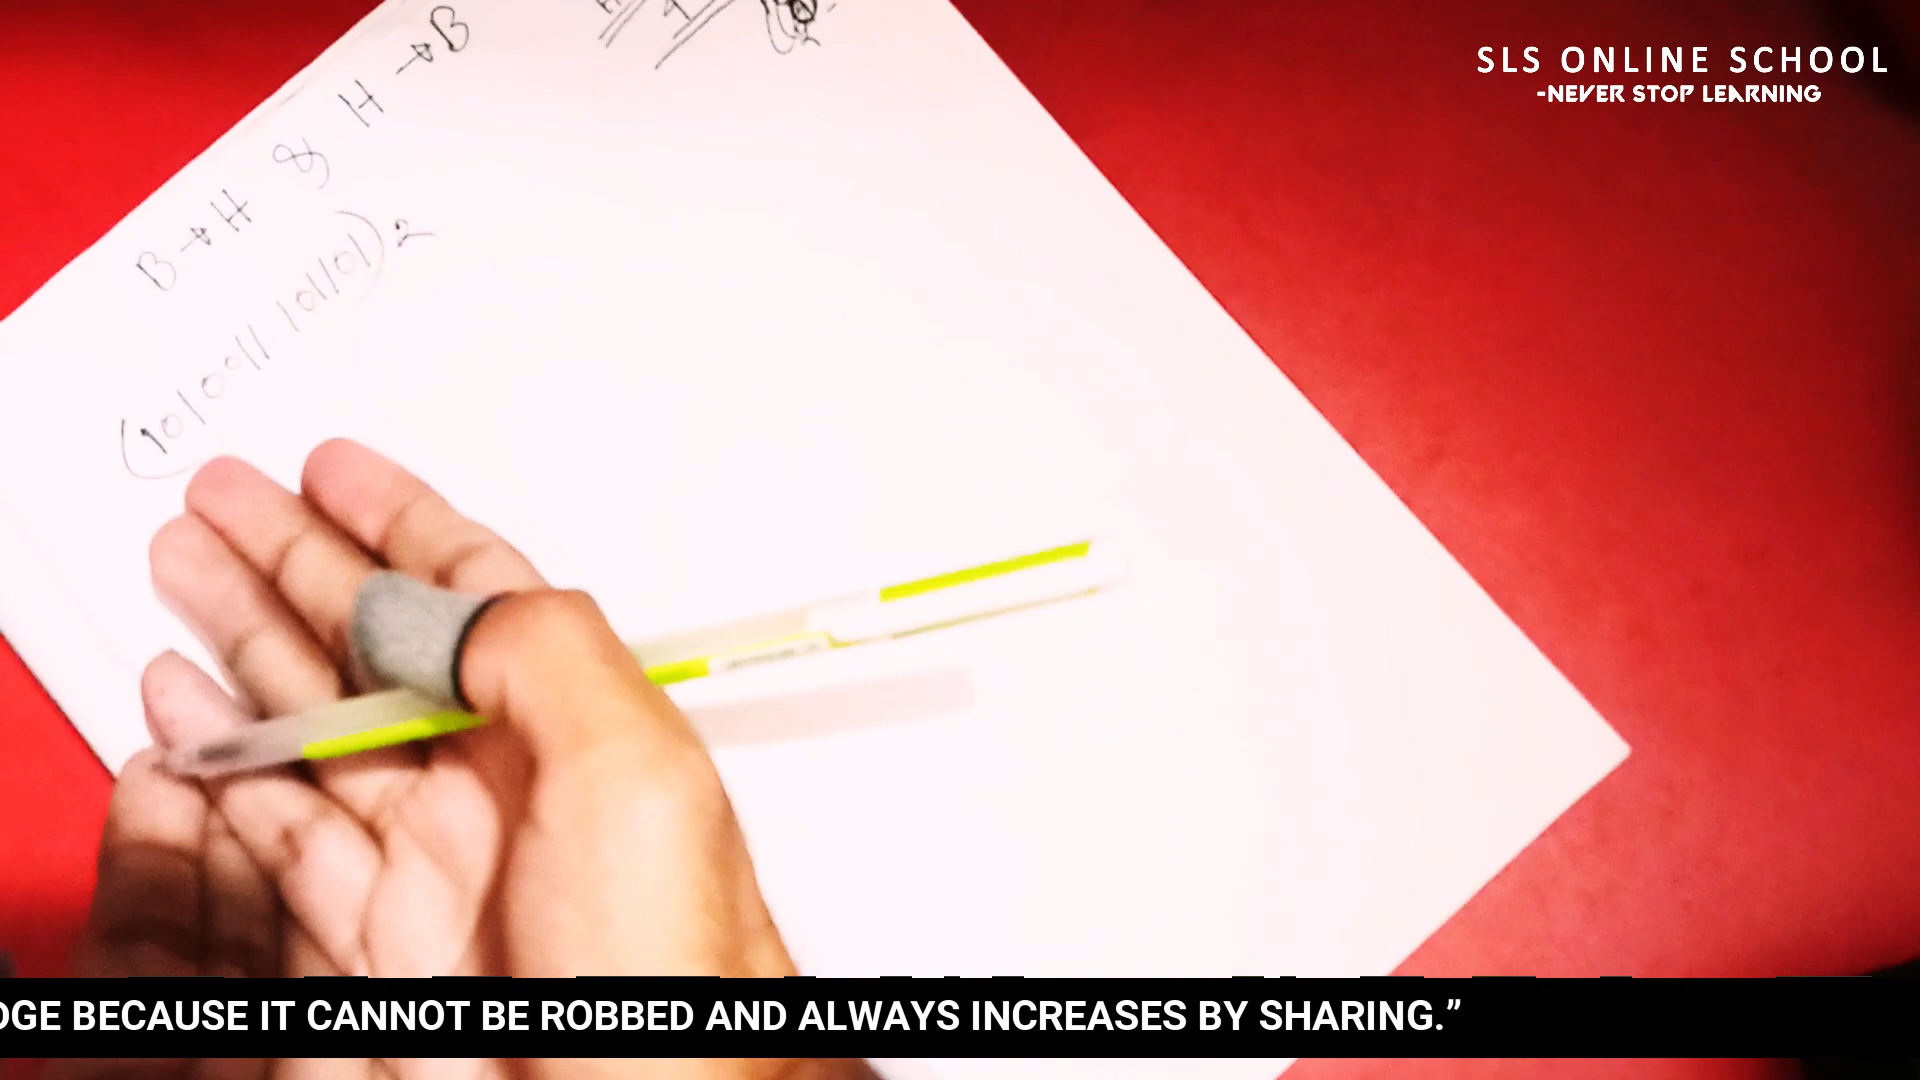 SLS ONLINE SCHOOL
-NEVER STOP LEARNING
B → H & H → B
(1010011.101101)2
DGE BECAUSE IT CANNOT BE ROBBED AND ALWAYS INCREASES BY SHARING.”